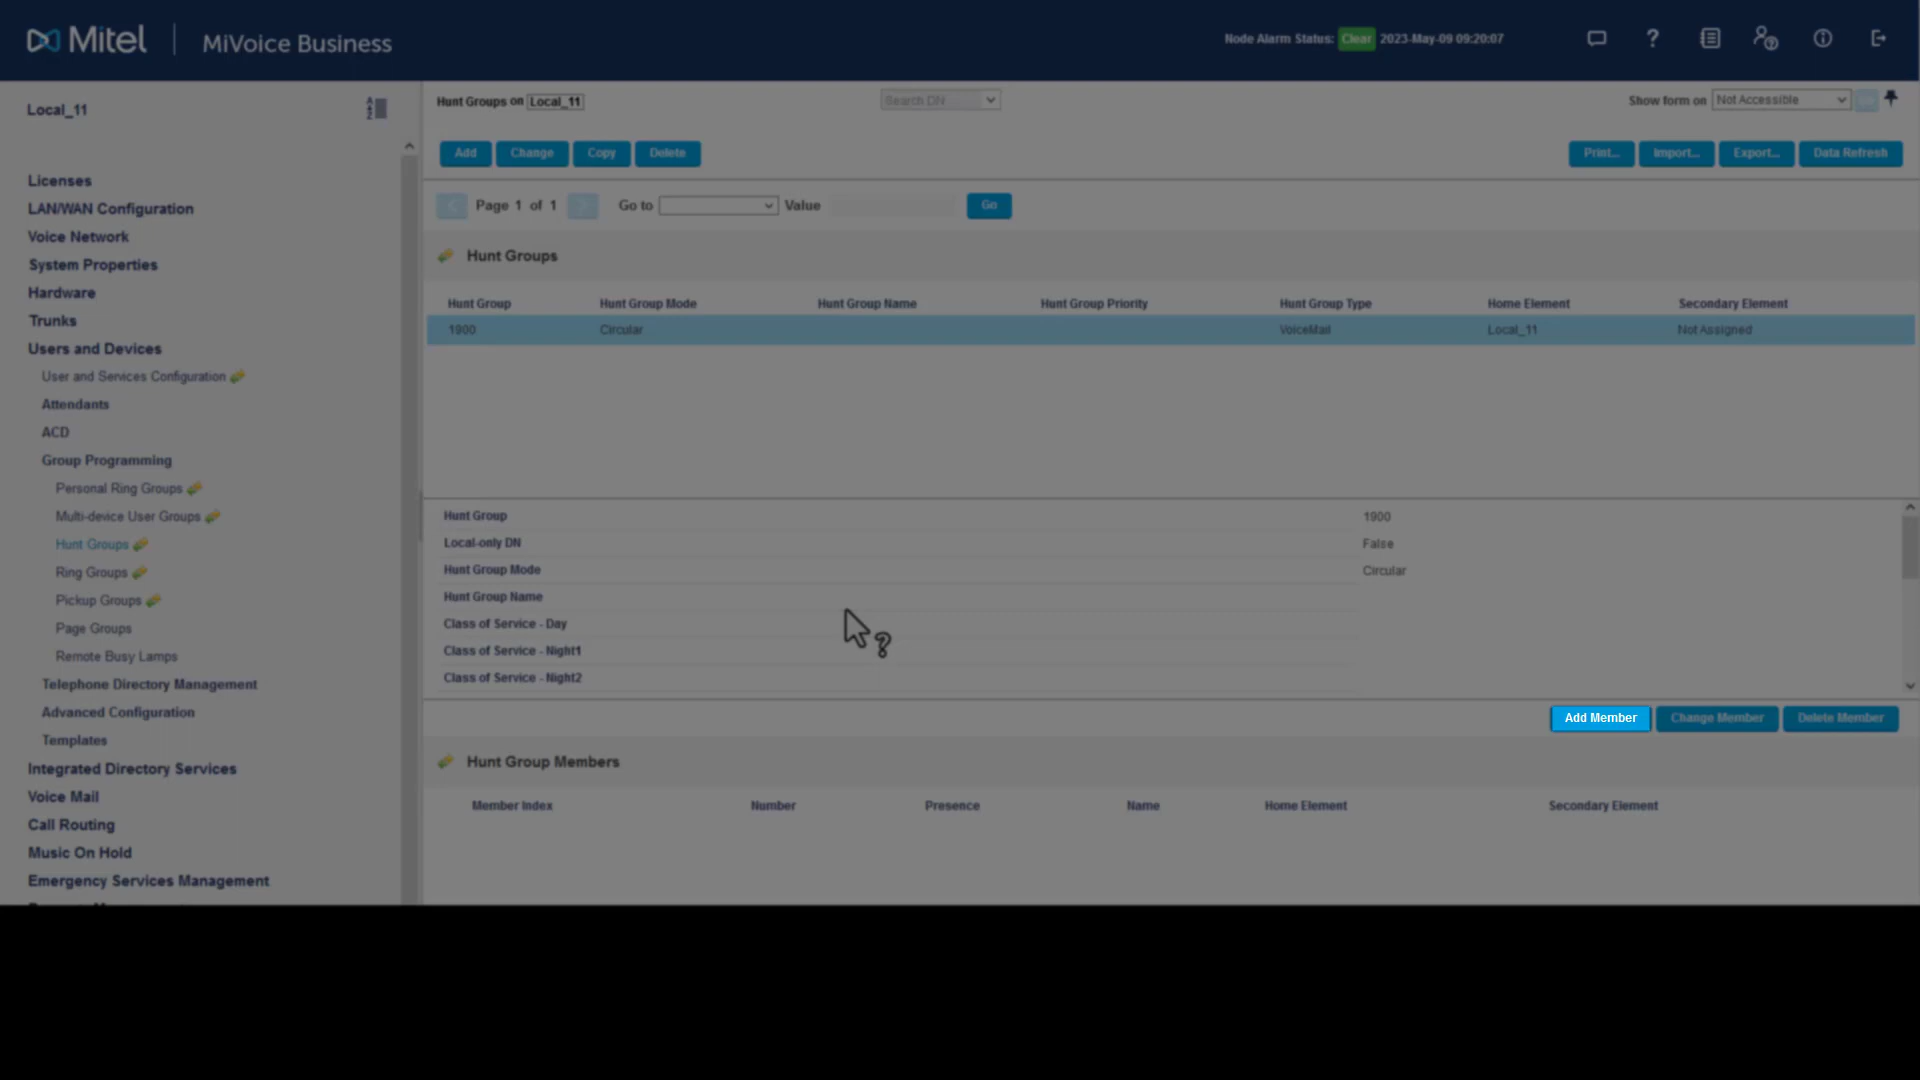 Mitel | MiVoice Business
Node Alarm Status: Clear 2023-May-09 09:20:07
Local_11
Licenses
LAN/WAN Configuration
Voice Network
System Properties
Hardware
Trunks
Users and Devices
User and Services Configuration
Attendants
ACD
Group Programming
Personal Ring Groups
Multi-device User Groups
Hunt Groups
Ring Groups
Pickup Groups
Page Groups
Remote Busy Lamps
Telephone Directory Management
Advanced Configuration
Templates
Integrated Directory Services
Voice Mail
Call Routing
Music On Hold
Emergency Services Management
Hunt Groups on Local_11
Search DN
Show form on Not Accessible
Add Change Copy Delete
Print... Import... Export... Data Refresh
< Page 1 of 1 > Go to Value Go
Hunt Groups
Hunt Group Hunt Group Mode Hunt Group Name Hunt Group Priority Hunt Group Type Home Element Secondary Element
1900 Circular VoiceMail Local_11 Not Assigned
Hunt Group 1900
Local-only DN False
Hunt Group Mode Circular
Hunt Group Name
Class of Service - Day
Class of Service - Night1
Class of Service - Night2
Add Member Change Member Delete Member
Hunt Group Members
Member Index Number Presence Name Home Element Secondary Element